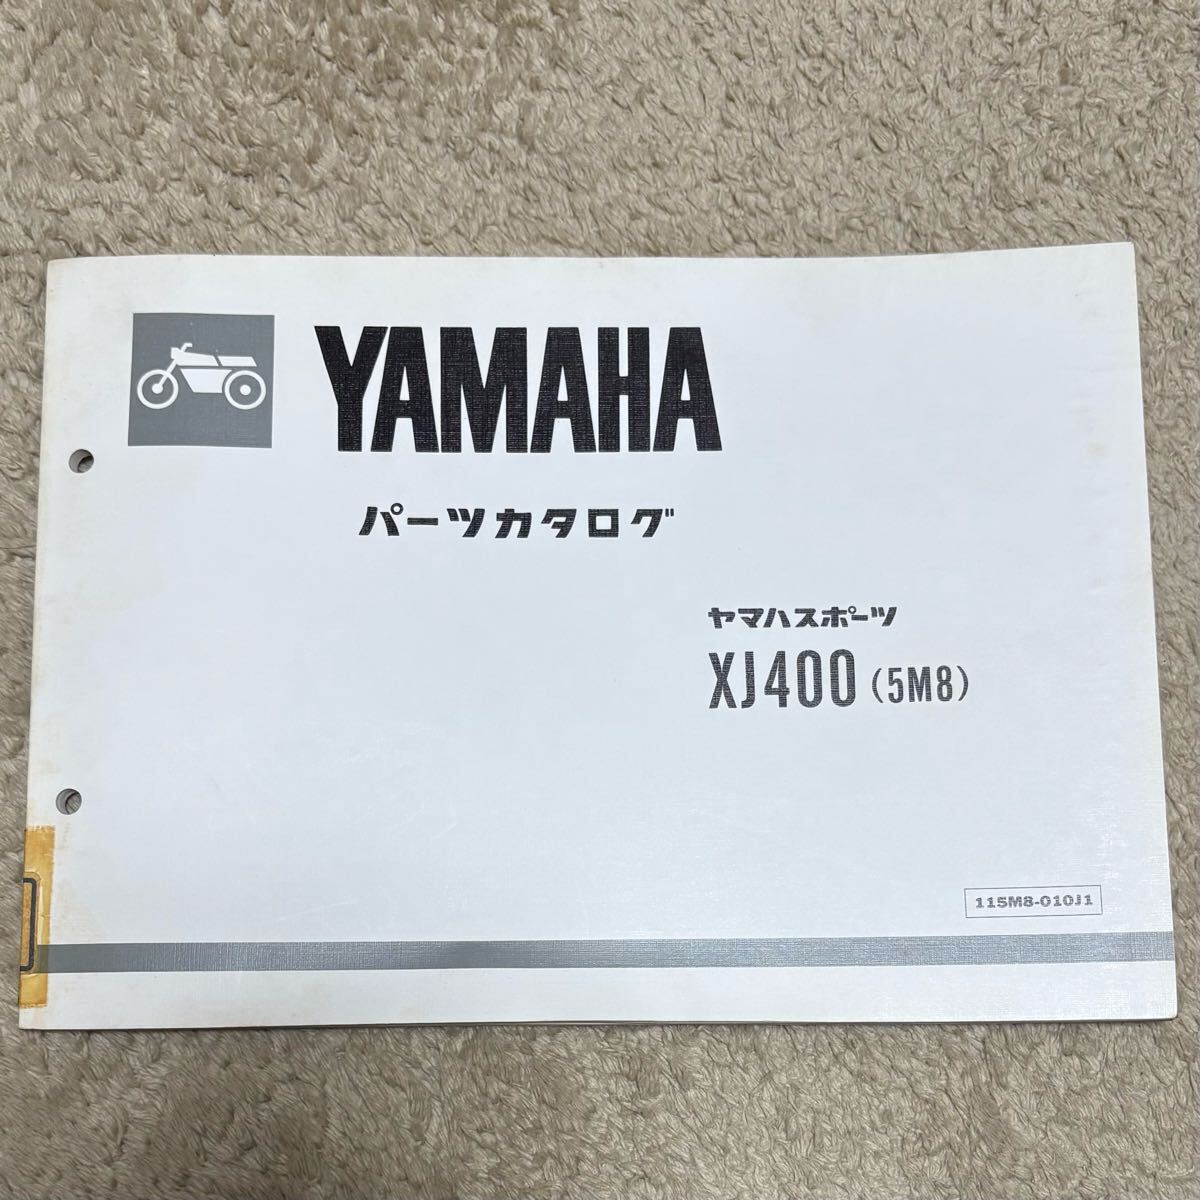 YAMAHA
パーツカタログ
ヤマハスポーツ
XJ400 (5M8)
115M8-010J1